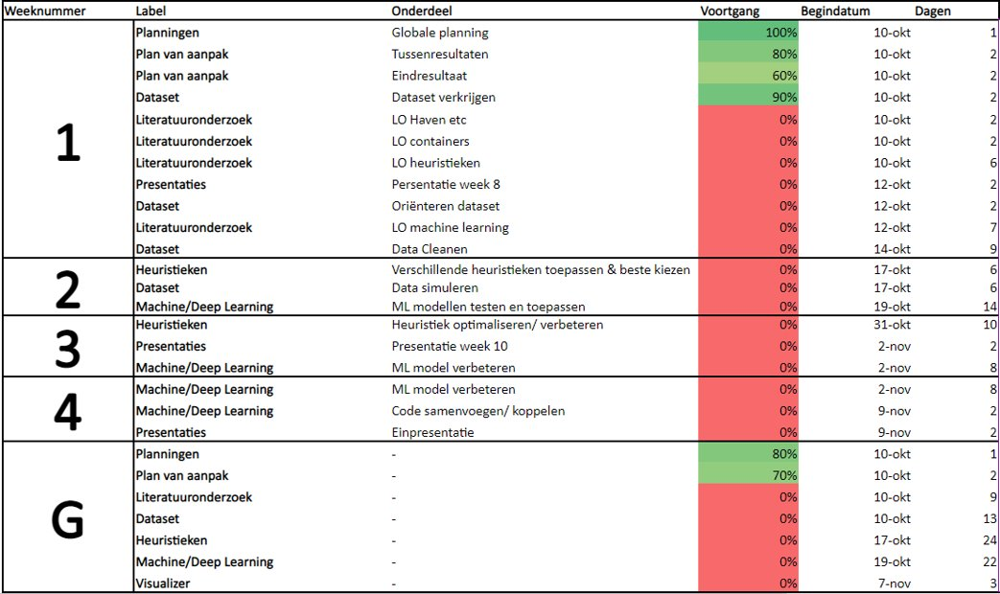 Weeknummer Label Onderdeel Voortgang Begindatum Dagen
1
Planningen Globale planning 100% 10-okt 1
Plan van aanpak Tussenresultaten 80% 10-okt 2
Plan van aanpak Eindresultaat 60% 10-okt 2
Dataset Dataset verkrijgen 90% 10-okt 2
Literatuuronderzoek LO Haven etc 0% 10-okt 2
Literatuuronderzoek LO containers 0% 10-okt 2
Literatuuronderzoek LO heuristieken 0% 10-okt 6
Presentaties Persentatie week 8 0% 12-okt 2
Dataset Oriënteren dataset 0% 12-okt 2
Literatuuronderzoek LO machine learning 0% 12-okt 7
Dataset Data Cleanen 0% 14-okt 9
2
Heuristieken Verschillende heuristieken toepassen & beste kiezen 0% 17-okt 6
Dataset Data simuleren 0% 17-okt 6
Machine/Deep Learning ML modellen testen en toepassen 0% 19-okt 14
3
Heuristieken Heuristiek optimaliseren/ verbeteren 0% 31-okt 10
Presentaties Presentatie week 10 0% 2-nov 2
Machine/Deep Learning ML model verbeteren 0% 2-nov 8
4
Machine/Deep Learning ML model verbeteren 0% 2-nov 8
Machine/Deep Learning Code samenvoegen/ koppelen 0% 9-nov 2
Presentaties Einpresentatie 0% 9-nov 2
G
Planningen - 80% 10-okt 1
Plan van aanpak - 70% 10-okt 2
Literatuuronderzoek - 0% 10-okt 9
Dataset - 0% 10-okt 13
Heuristieken - 0% 17-okt 24
Machine/Deep Learning - 0% 19-okt 22
Visualizer - 0% 7-nov 3